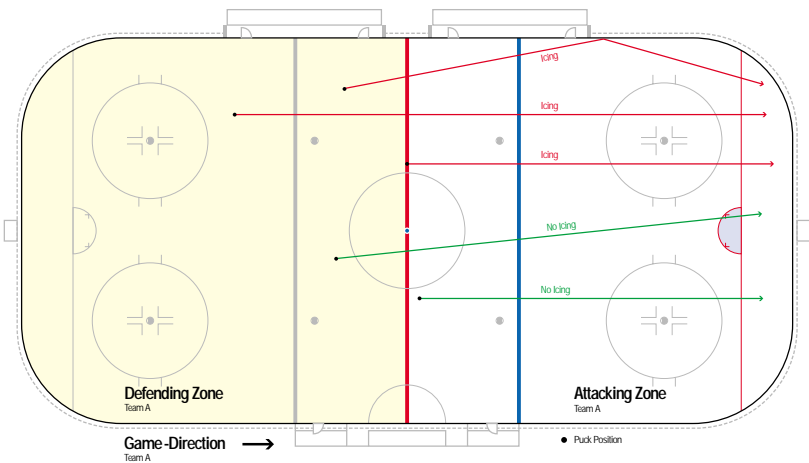 Icing
Icing
Icing
No Icing
No Icing
Defending Zone
Team A
Attacking Zone
Team A
Game-Direction
Team A
Puck Position